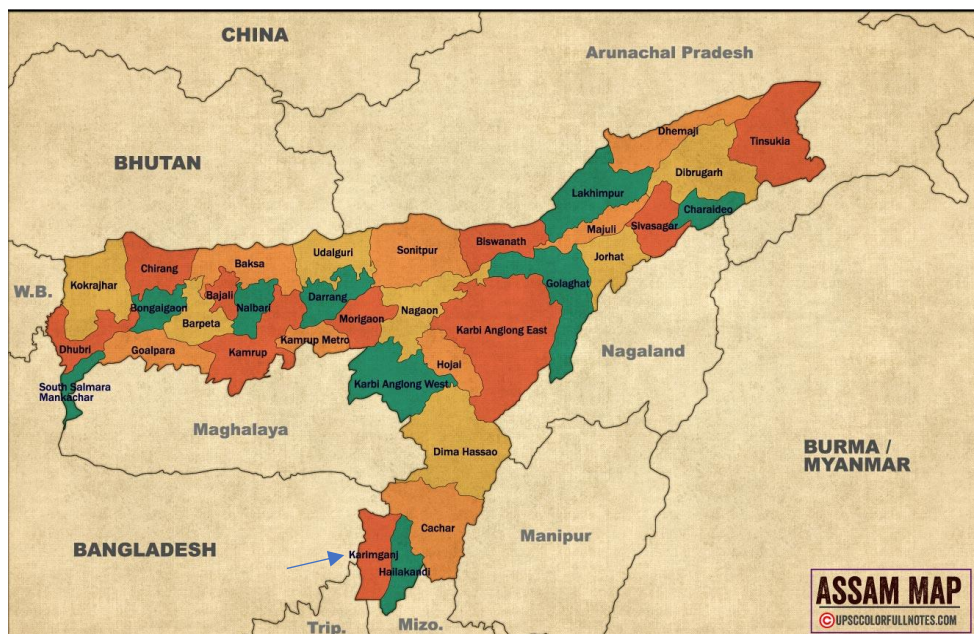 CHINA
Arunachal Pradesh
BHUTAN
Dhemaji
Tinsukia
Dibrugarh
Lakhimpur
Charaideo
Majuli
Sivasagar
Biswanath
Sonitpur
Udalguri
Baksa
Chirang
Jorhat
Kokrajhar
W.B.
Golaghat
Bajali
Darrang
Bongaigaon
Nalbari
Nagaon
Morigaon
Barpeta
Karbi Anglong East
Kamrup Metro
Dhubri
Goalpara
Kamrup
Nagaland
Hojai
South Salmara
Mankachar
Karbi Anglong West
Maghalaya
Dima Hassao
BURMA /
MYANMAR
Cachar
Manipur
BANGLADESH
Karimganj
Hailakandi
ASSAM MAP
©UPSCCOLORFULLNOTES.COM
Trip.
Mizo.